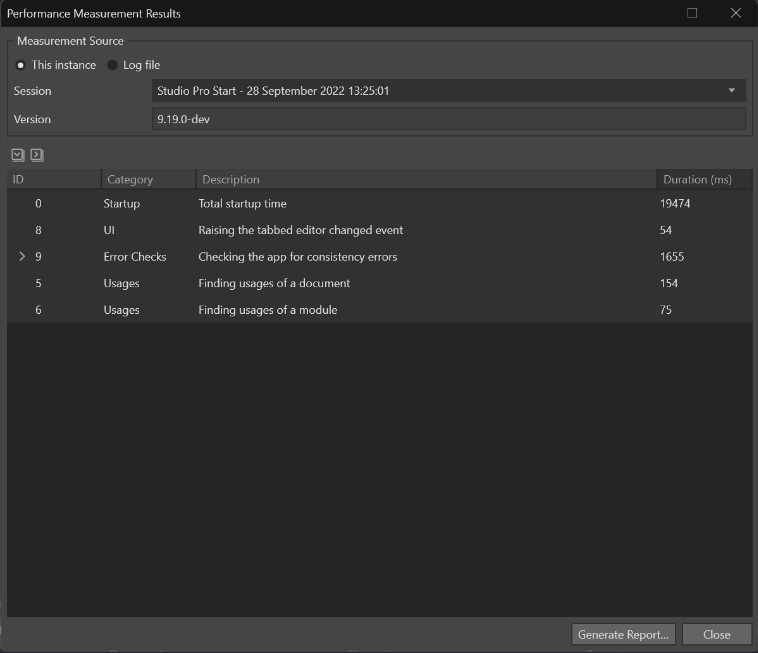 Performance Measurement Results
Measurement Source
This instance Log file
Session Studio Pro Start - 28 September 2022 13:25:01
Version 9.19.0-dev
ID Category Description Duration (ms)
0 Startup Total startup time 19474
8 UI Raising the tabbed editor changed event 54
9 Error Checks Checking the app for consistency errors 1655
5 Usages Finding usages of a document 154
6 Usages Finding usages of a module 75
Generate Report... Close